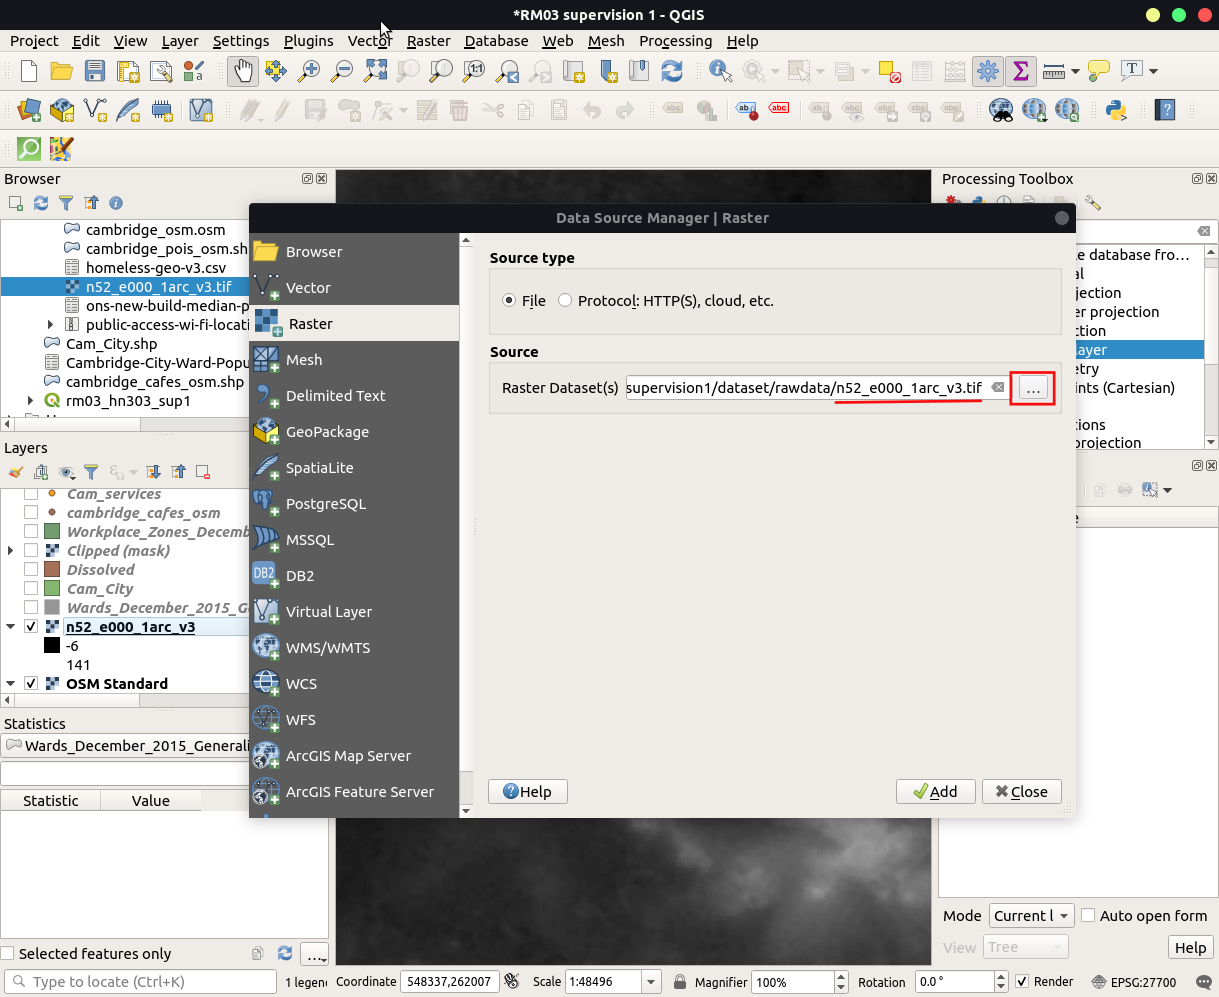 *RM03 supervision 1 - QGIS
Project Edit View Layer Settings Plugins Vector Raster Database Web Mesh Processing Help
Browser
cambridge_osm.osm
cambridge_pois_osm.sh
homeless-geo-v3.csv
n52_e000_1arc_v3.tif
ons-new-build-median-p
public-access-wi-fi-locati
Cam_City.shp
Cambridge-City-Ward-Popu
cambridge_cafes_osm.shp
rm03_hn303_sup1
Layers
Cam_services
cambridge_cafes_osm
Workplace_Zones_Decemb
Clipped (mask)
Dissolved
Cam_City
Wards_December_2015_Ge
n52_e000_1arc_v3
-6
141
OSM Standard
Statistics
Wards_December_2015_Generali
Statistic Value
Selected features only
...
Data Source Manager | Raster
Browser
Vector
Raster
Mesh
Delimited Text
GeoPackage
SpatiaLite
PostgreSQL
MSSQL
DB2
DB2
Virtual Layer
WMS/WMTS
WCS
WFS
ArcGIS Map Server
ArcGIS Feature Server
Source type
File Protocol: HTTP(S), cloud, etc.
Source
Raster Dataset(s) supervision1/dataset/rawdata/n52_e000_1arc_v3.tif ...
Help Add Close
Processing Toolbox
e database fro...
al
jection
er projection
ction
ayer
etry
nts (Cartesian)
ions
projection
e
Mode Current l Auto open form
View Tree Help
Type to locate (Ctrl+K) 1 legen Coordinate 548337,262007 Scale 1:48496 Magnifier 100% Rotation 0.0 ° Render EPSG:27700